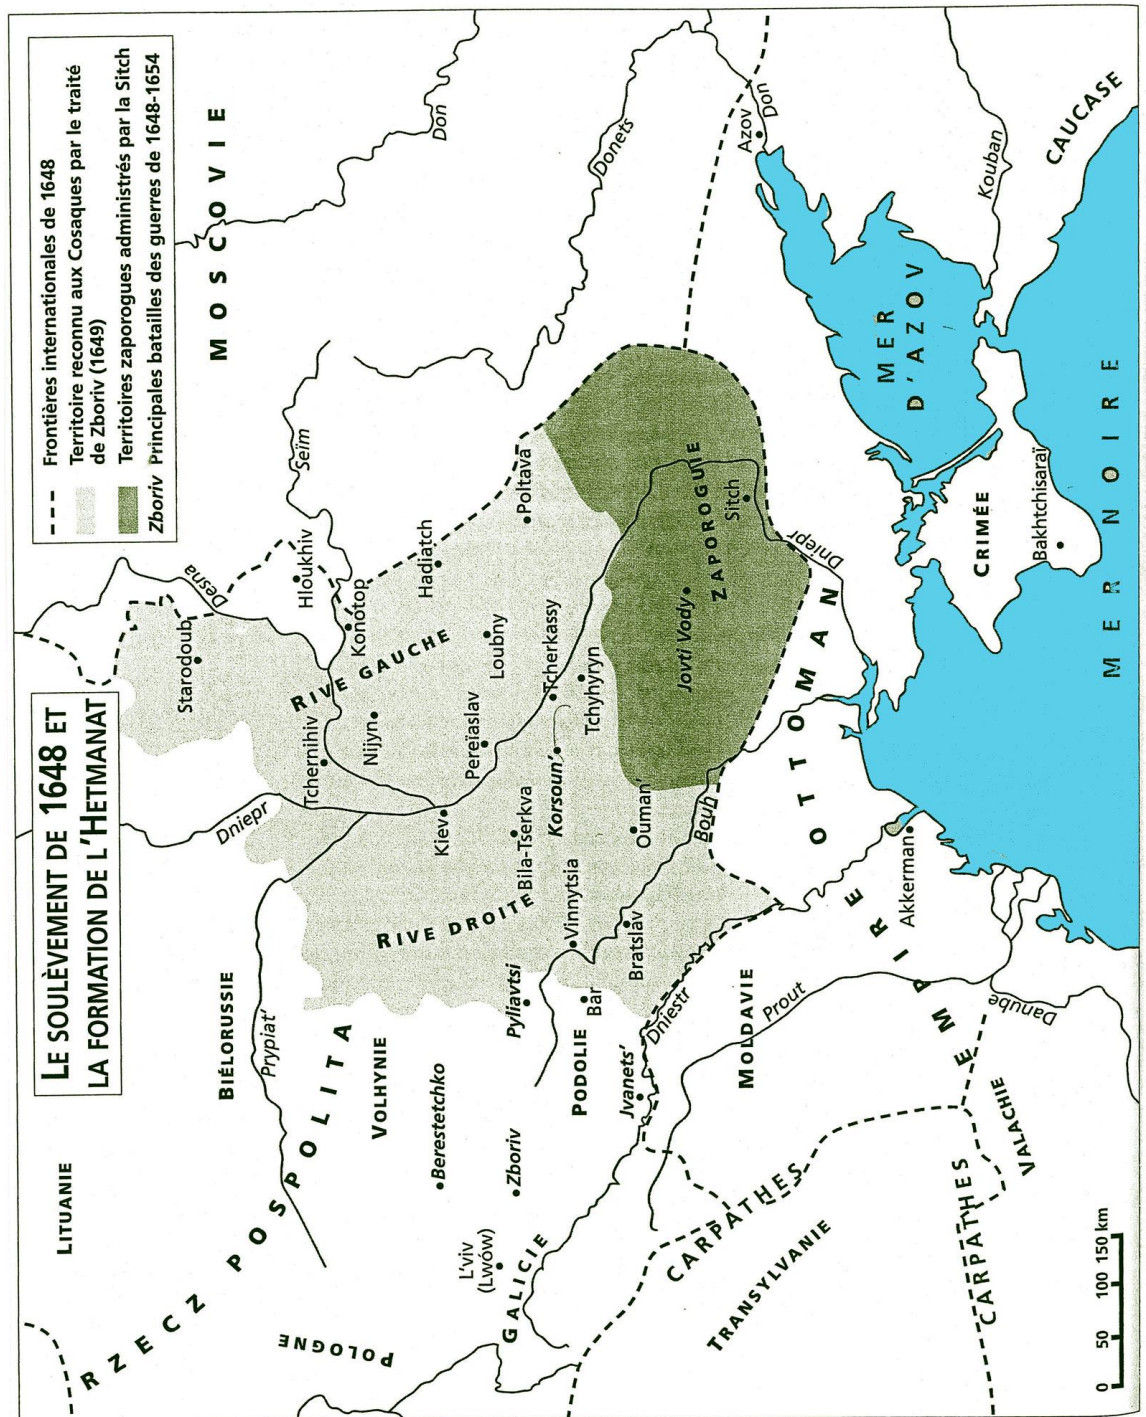 LE SOULÈVEMENT DE 1648 ET
LA FORMATION DE L'HETMANAT
Frontières internationales de 1648
Territoire reconnu aux Cosaques par le traité
de Zboriv (1649)
Territoires zaporogues administrés par la Sitch
Zboriv Principales batailles des guerres de 1648-1654
LITUANIE
RZECZ POSPOLITA
POLOGNE
BIÉLORUSSIE
Prypiat'
Dniepr
Starodoub
Desna
Hloukhiv
Seïm
MOSCOVIE
Don
Donets
VOLHYNIE
Tchernihiv
RIVE GAUCHE
Konotop
Nijyn
Hadiatch
Kiev
RIVE DROITE
Berestetchko
Pyliavtsi
Bila-Tserkva
Pereïaslav
Loubny
Poltava
L'viv
(Lwów)
Zboriv
GALICIE
PODOLIE
Bar
Vinnytsia
Korsoun'
Tcherkassy
Tchyhyryn
Jvanets'
Bratslav
Ouman'
Dniestr
Bouh
Jovti Vody
ZAPOROGUIE
Sitch
Azov
Don
CARPATHES
MOLDAVIE
Prout
EMPIRE OTTOMAN
Dniepr
TRANSYLVANIE
Akkerman
MER
D'AZOV
Kouban
CAUCASE
CARPATHES
VALACHIE
Danube
CRIMÉE
Bakhtchisaraï
MER NOIRE
0 50 100 150 km